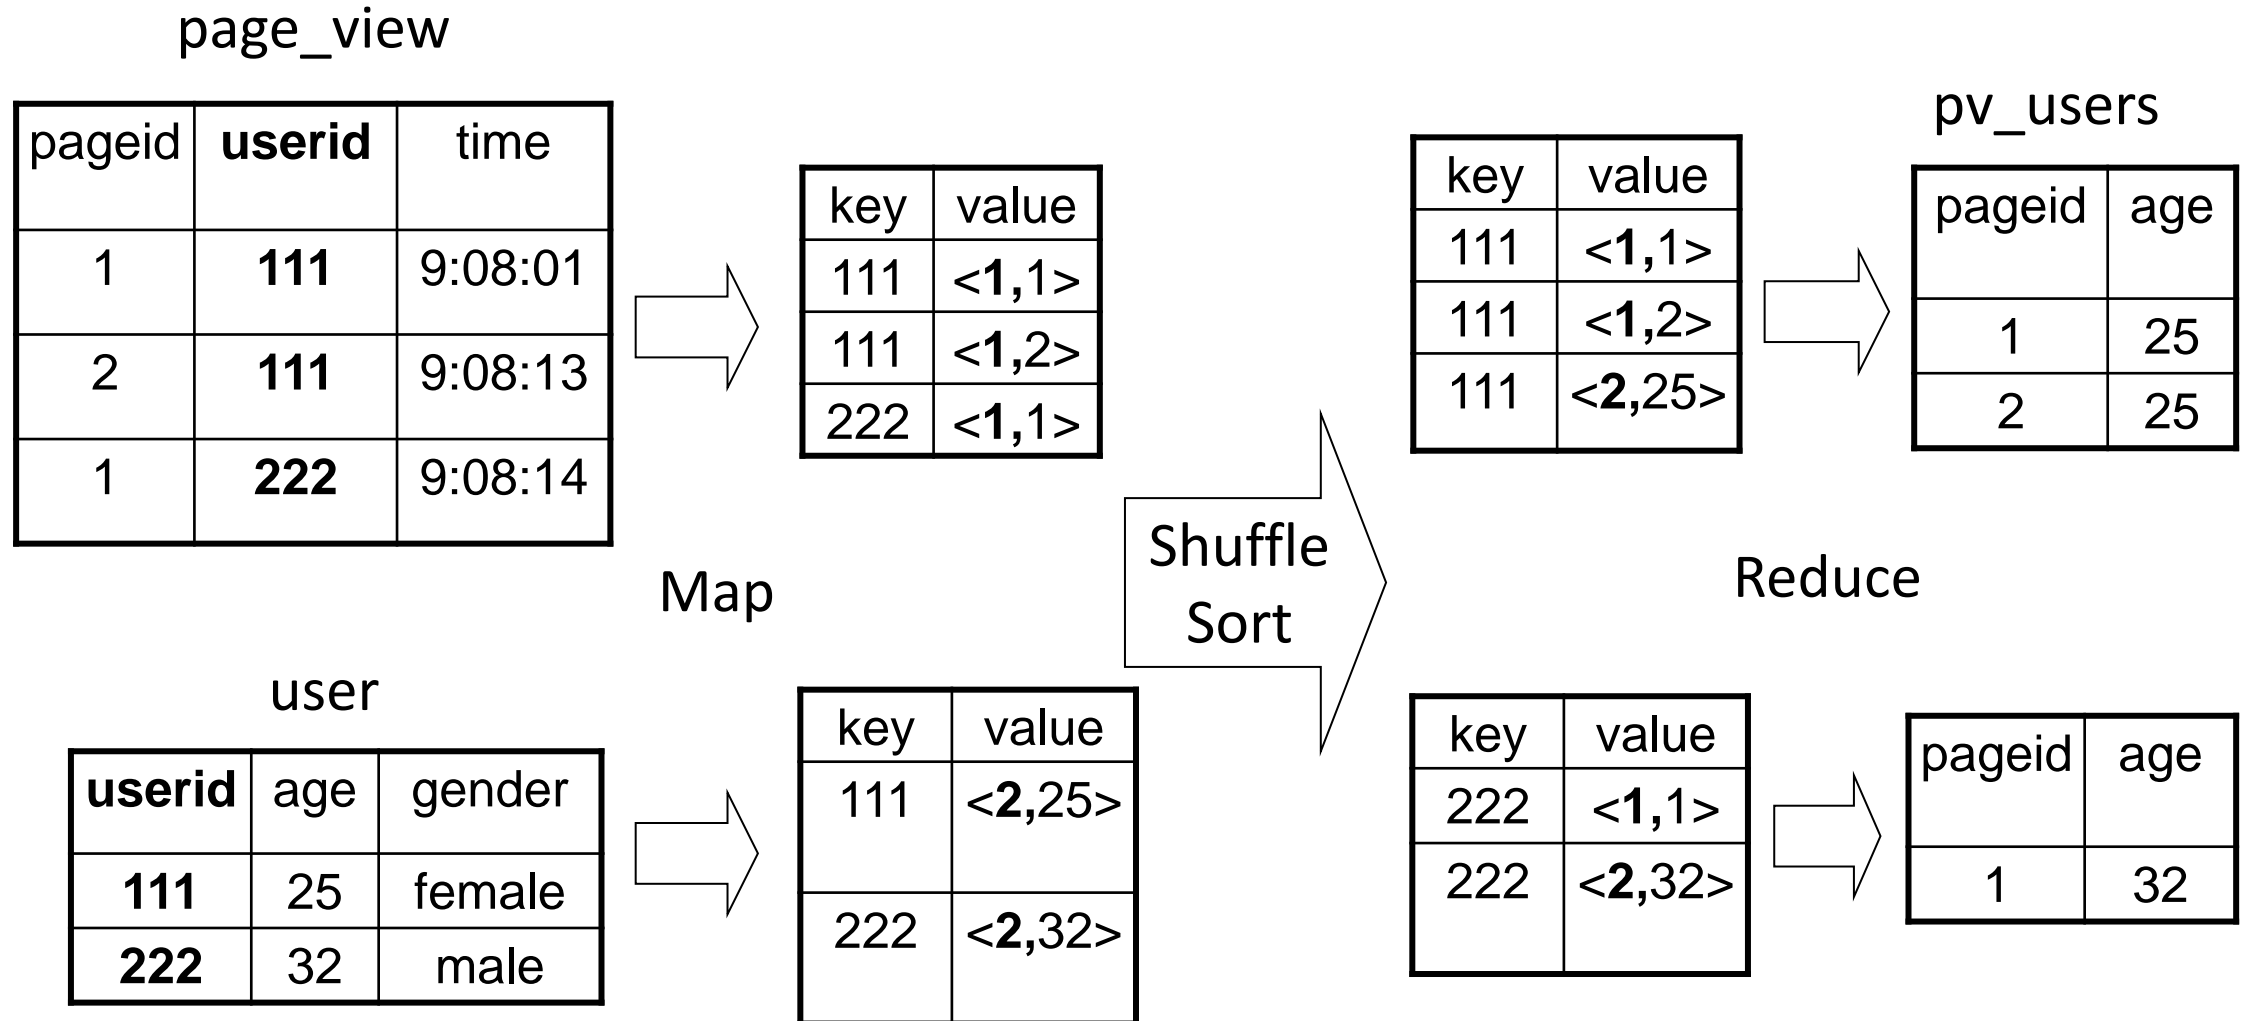 page_view
pageid userid time
1 111 9:08:01
2 111 9:08:13
1 222 9:08:14
key value
111 <1,1>
111 <1,2>
222 <1,1>
Map
user
userid age gender
111 25 female
222 32 male
key value
111 <2,25>
222 <2,32>
Shuffle
Sort
key value
111 <1,1>
111 <1,2>
111 <2,25>
pv_users
pageid age
1 25
2 25
Reduce
key value
222 <1,1>
222 <2,32>
pageid age
1 32